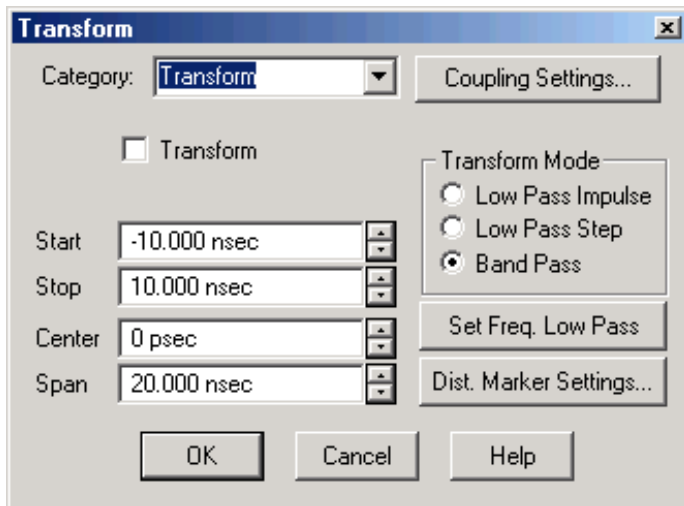 Transform
Category: Transform Coupling Settings...
Transform
Transform Mode
Low Pass Impulse
Low Pass Step
Band Pass
Start -10.000 nsec
Stop 10.000 nsec
Center 0 psec
Span 20.000 nsec
Set Freq. Low Pass
Dist. Marker Settings...
OK Cancel Help